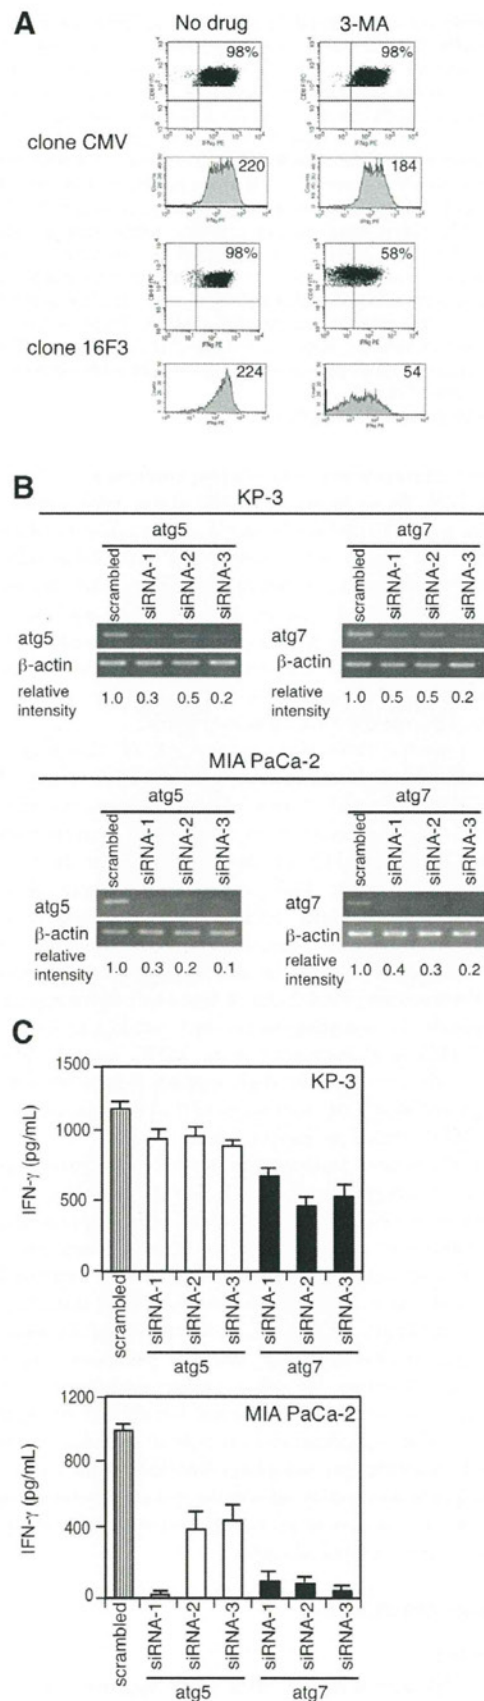 A
No drug 3-MA
98% 98%
clone CMV
220 184
98% 58%
clone 16F3
224 54
B
KP-3
atg5 atg7
scrambled siRNA-1 siRNA-2 siRNA-3 scrambled siRNA-1 siRNA-2 siRNA-3
atg5 atg7
β-actin β-actin
relative intensity 1.0 0.3 0.5 0.2 relative intensity 1.0 0.5 0.5 0.2
MIA PaCa-2
atg5 atg7
scrambled siRNA-1 siRNA-2 siRNA-3 scrambled siRNA-1 siRNA-2 siRNA-3
atg5 atg7
β-actin β-actin
relative intensity 1.0 0.3 0.2 0.1 relative intensity 1.0 0.4 0.3 0.2
C
KP-3
IFN-γ (pg/mL)
1500
1000
500
0
scrambled siRNA-1 siRNA-2 siRNA-3 siRNA-1 siRNA-2 siRNA-3
atg5 atg7
MIA PaCa-2
IFN-γ (pg/mL)
1200
800
400
0
scrambled siRNA-1 siRNA-2 siRNA-3 siRNA-1 siRNA-2 siRNA-3
atg5 atg7